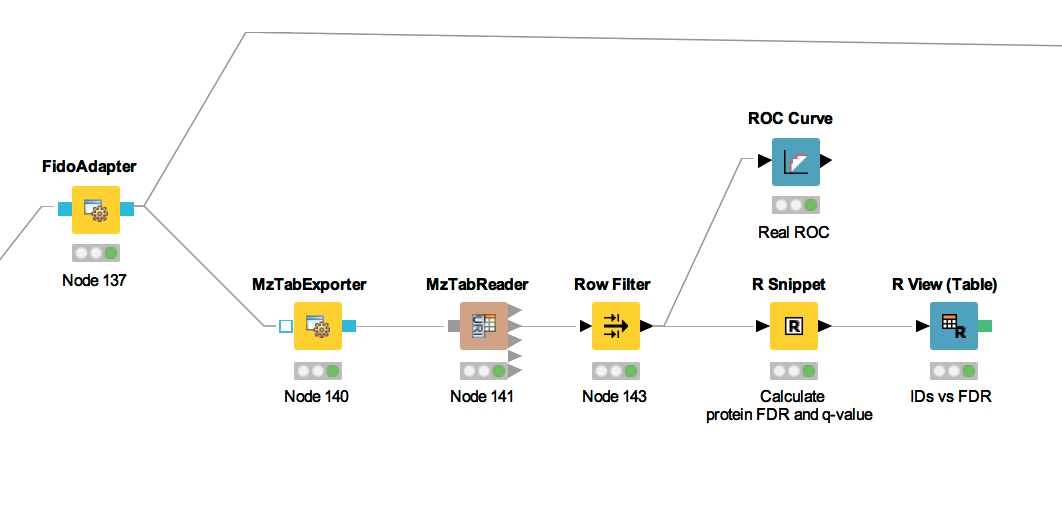 ROC Curve
Real ROC
FidoAdapter
Node 137
MzTabExporter
Node 140
MzTabReader
URI
Node 141
Row Filter
Node 143
R Snippet
R
Calculate
protein FDR and q-value
R View (Table)
R
IDs vs FDR